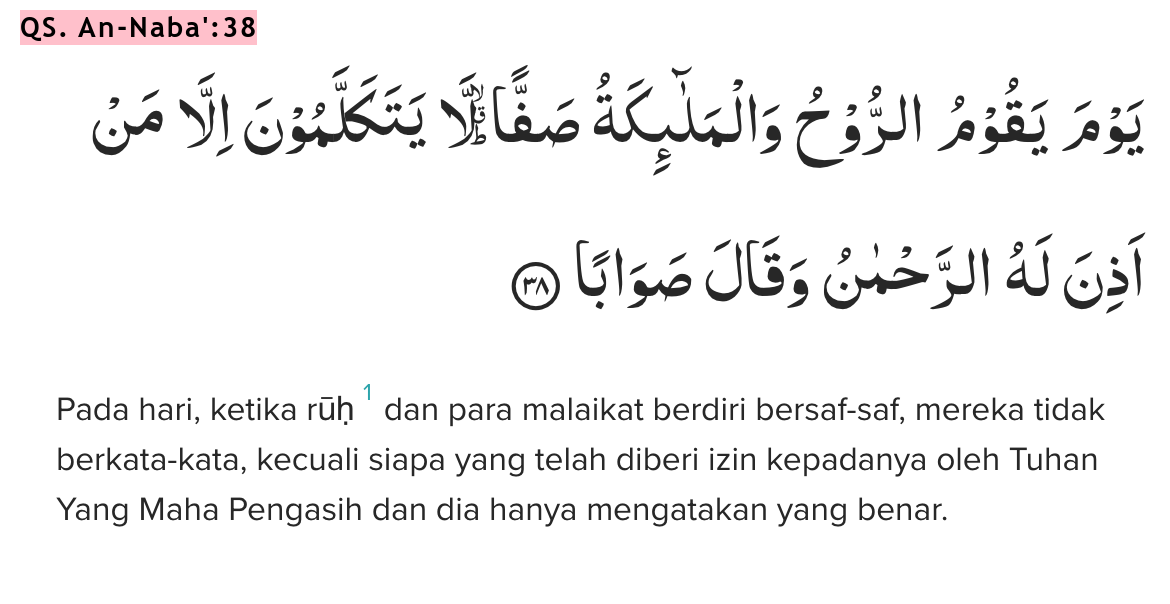 QS. An-Naba':38
يَوْمَ يَقُوْمُ الرُّوْحُ وَالْمَلٰۤىِٕكَةُ صَفًّاۙ لَّا يَتَكَلَّمُوْنَ اِلَّا مَنْ
اَذِنَ لَهُ الرَّحْمٰنُ وَقَالَ صَوَابًا ٣٨
Pada hari, ketika rūḥ 1 dan para malaikat berdiri bersaf-saf, mereka tidak
berkata-kata, kecuali siapa yang telah diberi izin kepadanya oleh Tuhan
Yang Maha Pengasih dan dia hanya mengatakan yang benar.